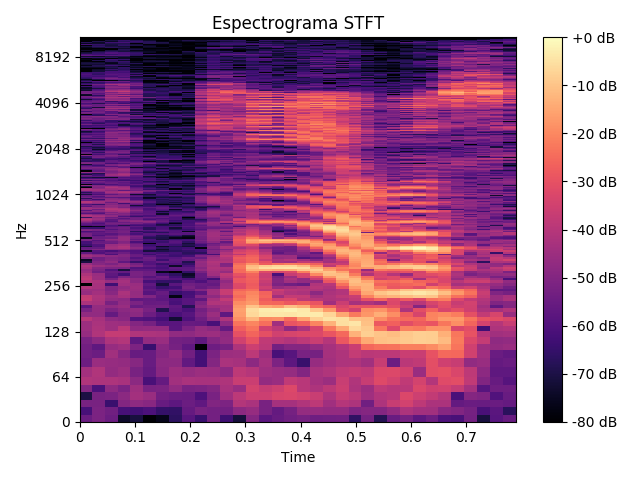 Espectrograma STFT
8192
4096
2048
1024
512
256
128
64
0
Hz
0
0.1
0.2
0.3
0.4
0.5
0.6
0.7
Time
+0 dB
-10 dB
-20 dB
-30 dB
-40 dB
-50 dB
-60 dB
-70 dB
-80 dB